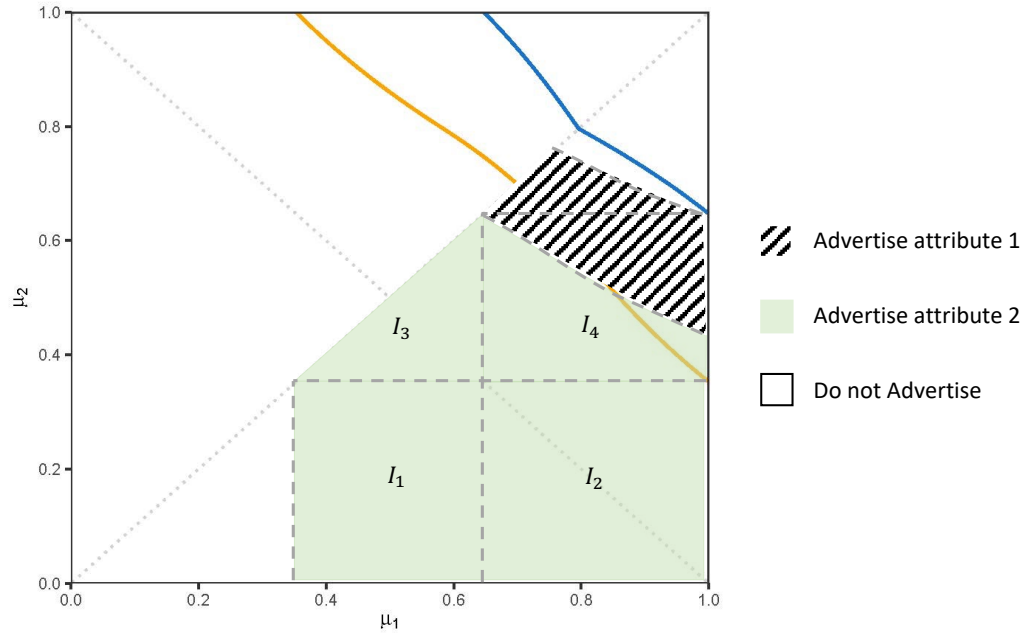 1.0
0.8
0.6
0.4
0.2
0.0
μ2
0.0 0.2 0.4 0.6 0.8 1.0
μ1
I3
I4
I1
I2
Advertise attribute 1
Advertise attribute 2
Do not Advertise